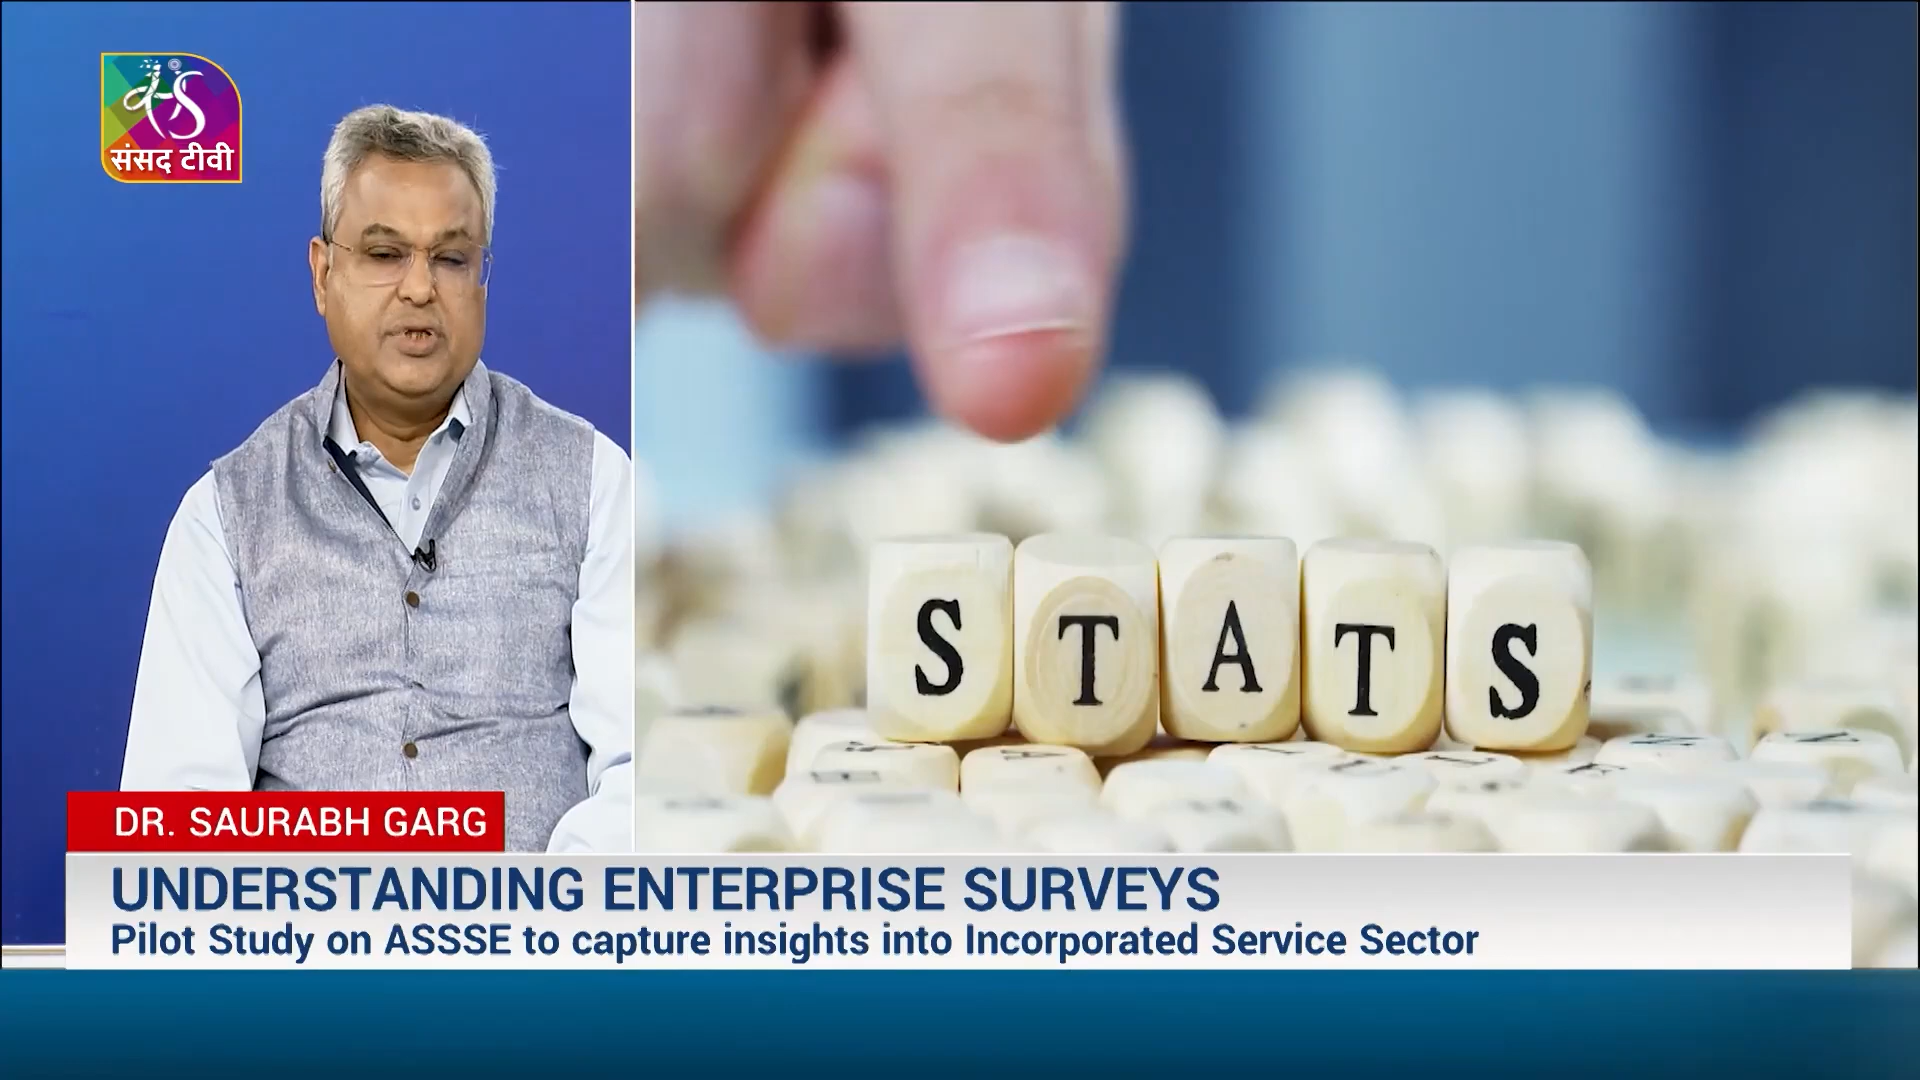 संसद टीवी
STATS
DR. SAURABH GARG
UNDERSTANDING ENTERPRISE SURVEYS
Pilot Study on ASSSE to capture insights into Incorporated Service Sector